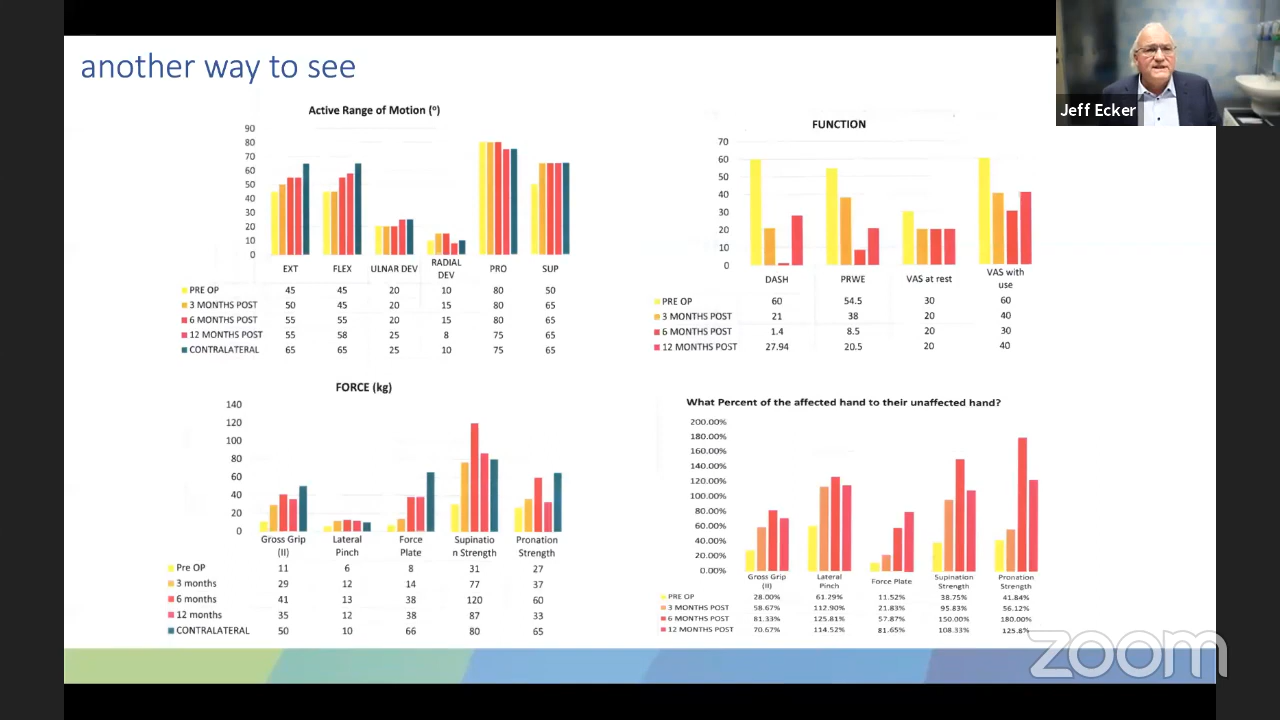 another way to see
Jeff Ecker
Active Range of Motion (°)
90
80
70
60
50
40
30
20
10
0
EXT FLEX ULNAR DEV RADIAL DEV PRO SUP
PRE OP 45 45 20 10 80 50
3 MONTHS POST 50 45 20 15 80 65
6 MONTHS POST 55 55 20 15 80 65
12 MONTHS POST 55 58 25 8 75 65
CONTRALATERAL 65 65 25 10 75 65
FUNCTION
70
60
50
40
30
20
10
0
DASH PRWE VAS at rest VAS with use
PRE OP 60 54.5 30 60
3 MONTHS POST 21 38 20 40
6 MONTHS POST 1.4 8.5 20 30
12 MONTHS POST 27.94 20.5 20 40
FORCE (kg)
140
120
100
80
60
40
20
0
Gross Grip (II) Lateral Pinch Force Plate Supinatio n Strength Pronation Strength
Pre OP 11 6 8 31 27
3 months 29 12 14 77 37
6 months 41 13 38 120 60
12 months 35 12 38 87 33
CONTRALATERAL 50 10 66 80 65
What Percent of the affected hand to their unaffected hand?
200.00%
180.00%
160.00%
140.00%
120.00%
100.00%
80.00%
60.00%
40.00%
20.00%
0.00%
Gross Grip (II) Lateral Pinch Force Plate Supination Strength Pronation Strength
PRE OP 28.00% 61.29% 11.52% 38.75% 41.84%
3 MONTHS POST 58.67% 112.90% 21.83% 95.83% 56.12%
6 MONTHS POST 81.33% 125.81% 57.87% 150.00% 180.00%
12 MONTHS POST 70.67% 114.52% 81.65% 108.33% 125.8%
zoom